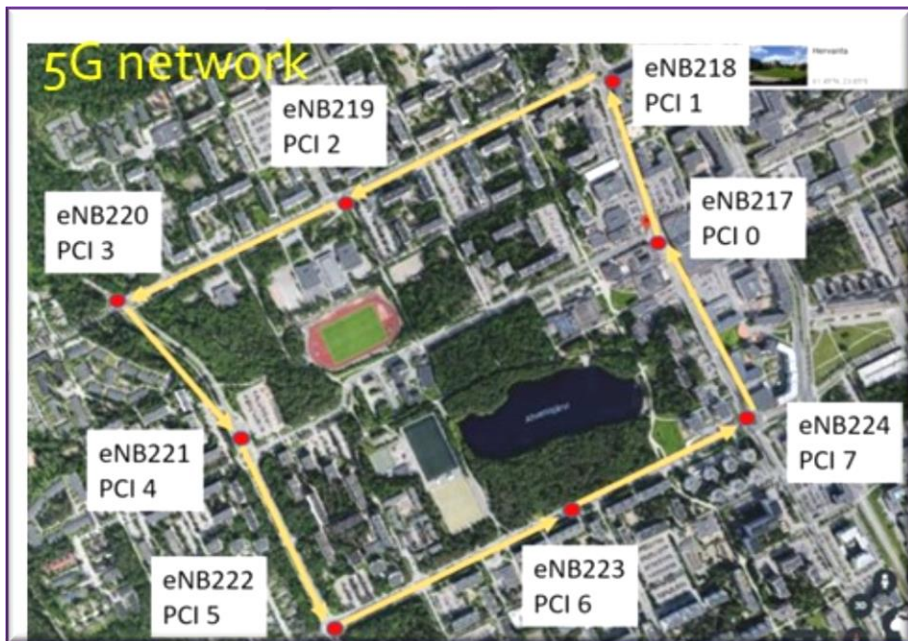 5G network
eNB218
PCI 1
Hervanta
eNB219
PCI 2
eNB220
PCI 3
eNB217
PCI 0
eNB221
PCI 4
eNB224
PCI 7
eNB222
PCI 5
eNB223
PCI 6
3D